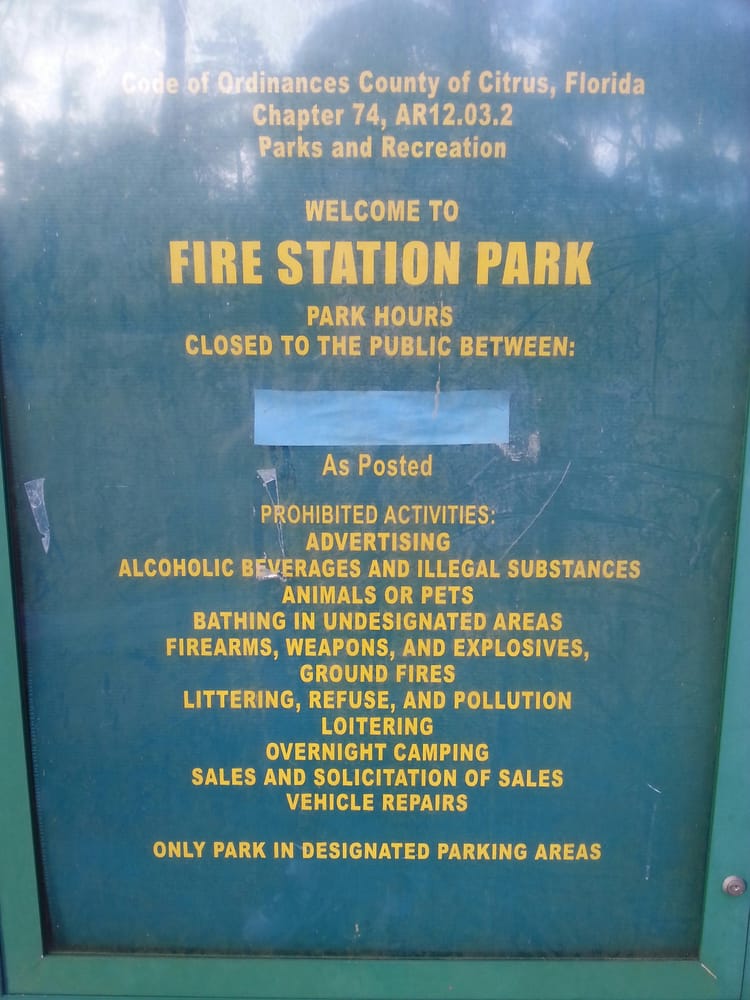 Code of Ordinances County of Citrus, Florida
Chapter 74, AR12.03.2
Parks and Recreation
WELCOME TO
FIRE STATION PARK
PARK HOURS
CLOSED TO THE PUBLIC BETWEEN:
As Posted
PROHIBITED ACTIVITIES:
ADVERTISING
ALCOHOLIC BEVERAGES AND ILLEGAL SUBSTANCES
ANIMALS OR PETS
BATHING IN UNDESIGNATED AREAS
FIREARMS, WEAPONS, AND EXPLOSIVES,
GROUND FIRES
LITTERING, REFUSE, AND POLLUTION
LOITERING
OVERNIGHT CAMPING
SALES AND SOLICITATION OF SALES
VEHICLE REPAIRS
ONLY PARK IN DESIGNATED PARKING AREAS